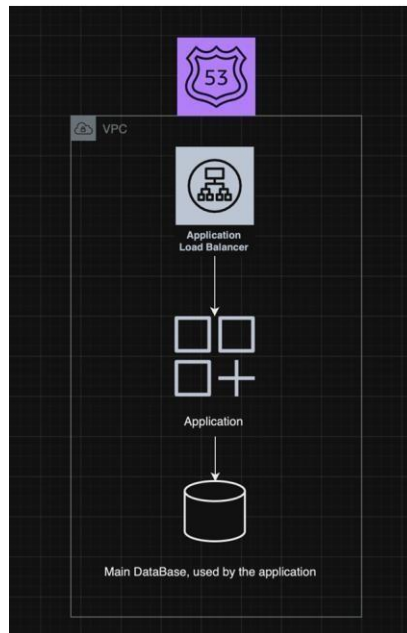 53
VPC
Application
Load Balancer
Application
Main DataBase, used by the application